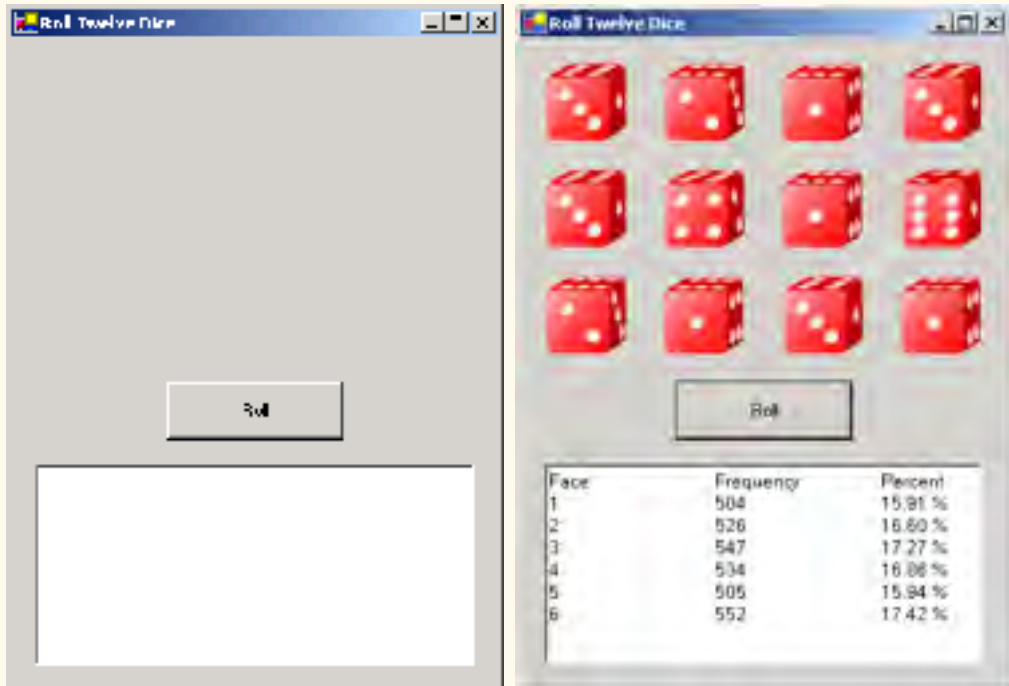 Roll Twelve Dice
Roll
Roll Twelve Dice
Roll
Face Frequency Percent
1 504 15.91 %
2 526 16.60 %
3 547 17.27 %
4 534 16.86 %
5 505 15.94 %
6 552 17.42 %